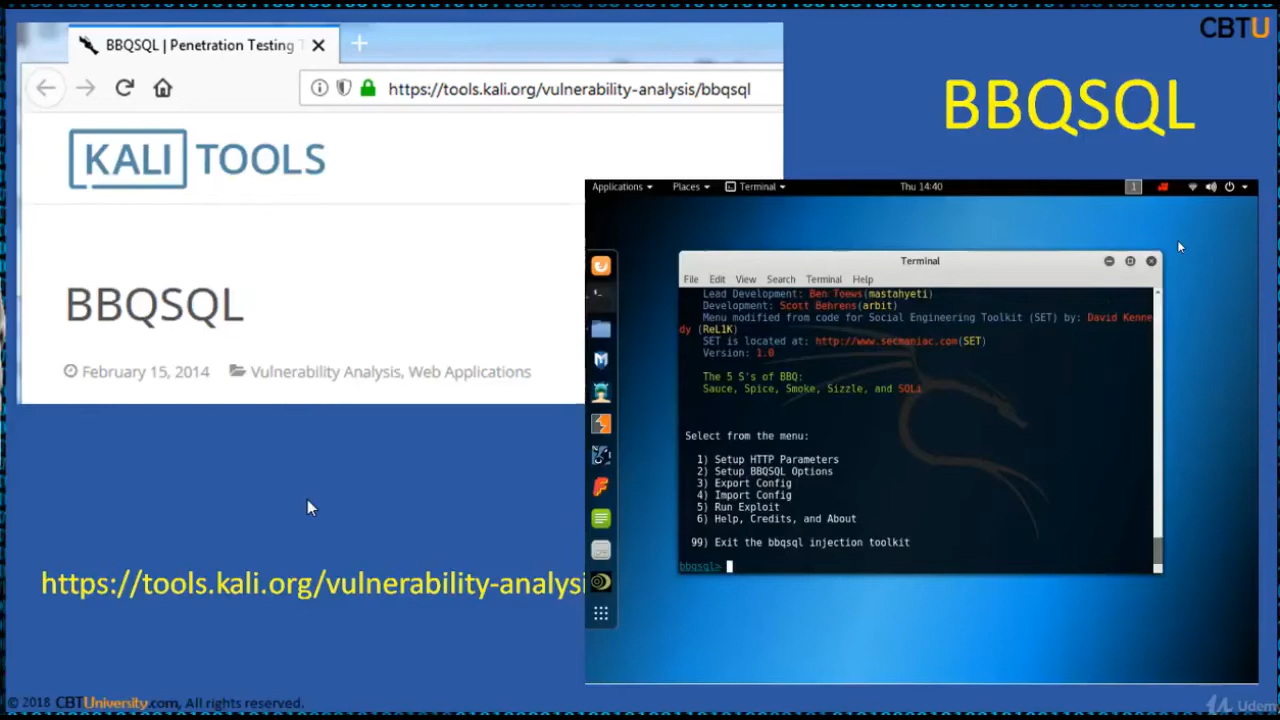 CBTU
BBQSQL | Penetration Testing
https://tools.kali.org/vulnerability-analysis/bbqsql
BBQSQL
KALI TOOLS
BBQSQL
February 15, 2014 Vulnerability Analysis, Web Applications
Applications Places Terminal Thu 14:40 1
Terminal
File Edit View Search Terminal Help
Lead Development: Ben Toews(mastahyeti)
Development: Scott Behrens(arbit)
Menu modified from code for Social Engineering Toolkit (SET) by: David Kenne
dy (ReL1K)
SET is located at: http://www.secmaniac.com(SET)
Version: 1.0
The 5 S's of BBQ:
Sauce, Spice, Smoke, Sizzle, and SQLi
Select from the menu:
1) Setup HTTP Parameters
2) Setup BBQSQL Options
3) Export Config
4) Import Config
5) Run Exploit
6) Help, Credits, and About
99) Exit the bbqsql injection toolkit
bbqsql>
https://tools.kali.org/vulnerability-analysi
© 2018 CBTUniversity.com, All rights reserved.
Udem